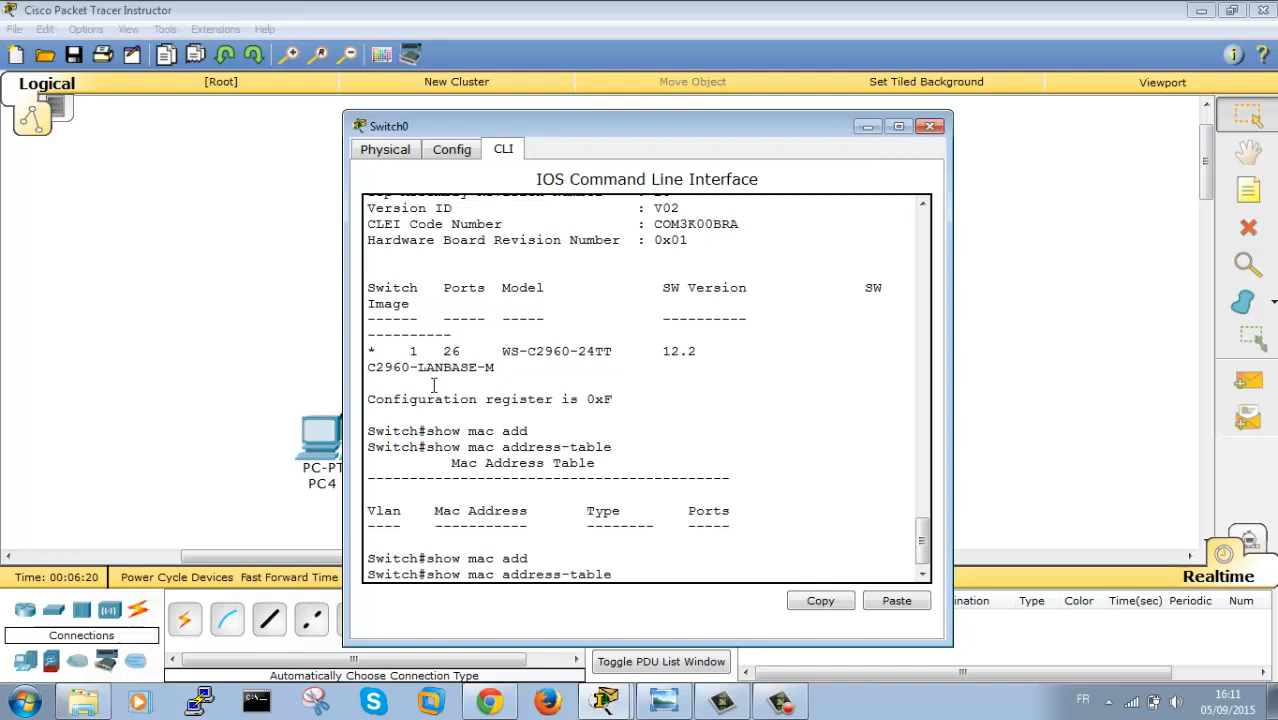 Cisco Packet Tracer Instructor
File Edit Options View Tools Extensions Help
Logical
[Root]
New Cluster
Move Object
Set Tiled Background
Viewport
Switch0
Physical Config CLI
IOS Command Line Interface
Version ID : V02
CLEI Code Number : COM3K00BRA
Hardware Board Revision Number : 0x01
Switch Ports Model SW Version SW
Image
------ ----- ----- ----------
----------
* 1 26 WS-C2960-24TT 12.2
C2960-LANBASE-M
Configuration register is 0xF
Switch#show mac add
Switch#show mac address-table
Mac Address Table
-------------------------------------------
Vlan Mac Address Type Ports
---- ----------- -------- -----
Switch#show mac add
Switch#show mac address-table
Copy Paste
PC-PT
PC4
Time: 00:06:20 Power Cycle Devices Fast Forward Time
Realtime
Connections
Automatically Choose Connection Type
Toggle PDU List Window
ination Type Color Time(sec) Periodic Num
FR
16:11
05/09/2015